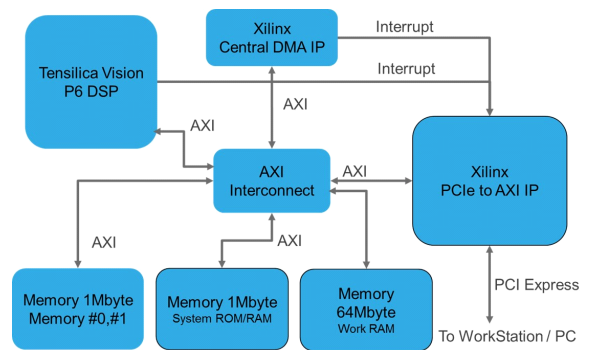 Xilinx
Central DMA IP
Interrupt
Tensilica Vision
P6 DSP
Interrupt
AXI
AXI
AXI
Interconnect
AXI
Xilinx
PCIe to AXI IP
AXI
AXI
Memory 1Mbyte
Memory #0,#1
Memory 1Mbyte
System ROM/RAM
Memory
64Mbyte
Work RAM
PCI Express
To WorkStation / PC